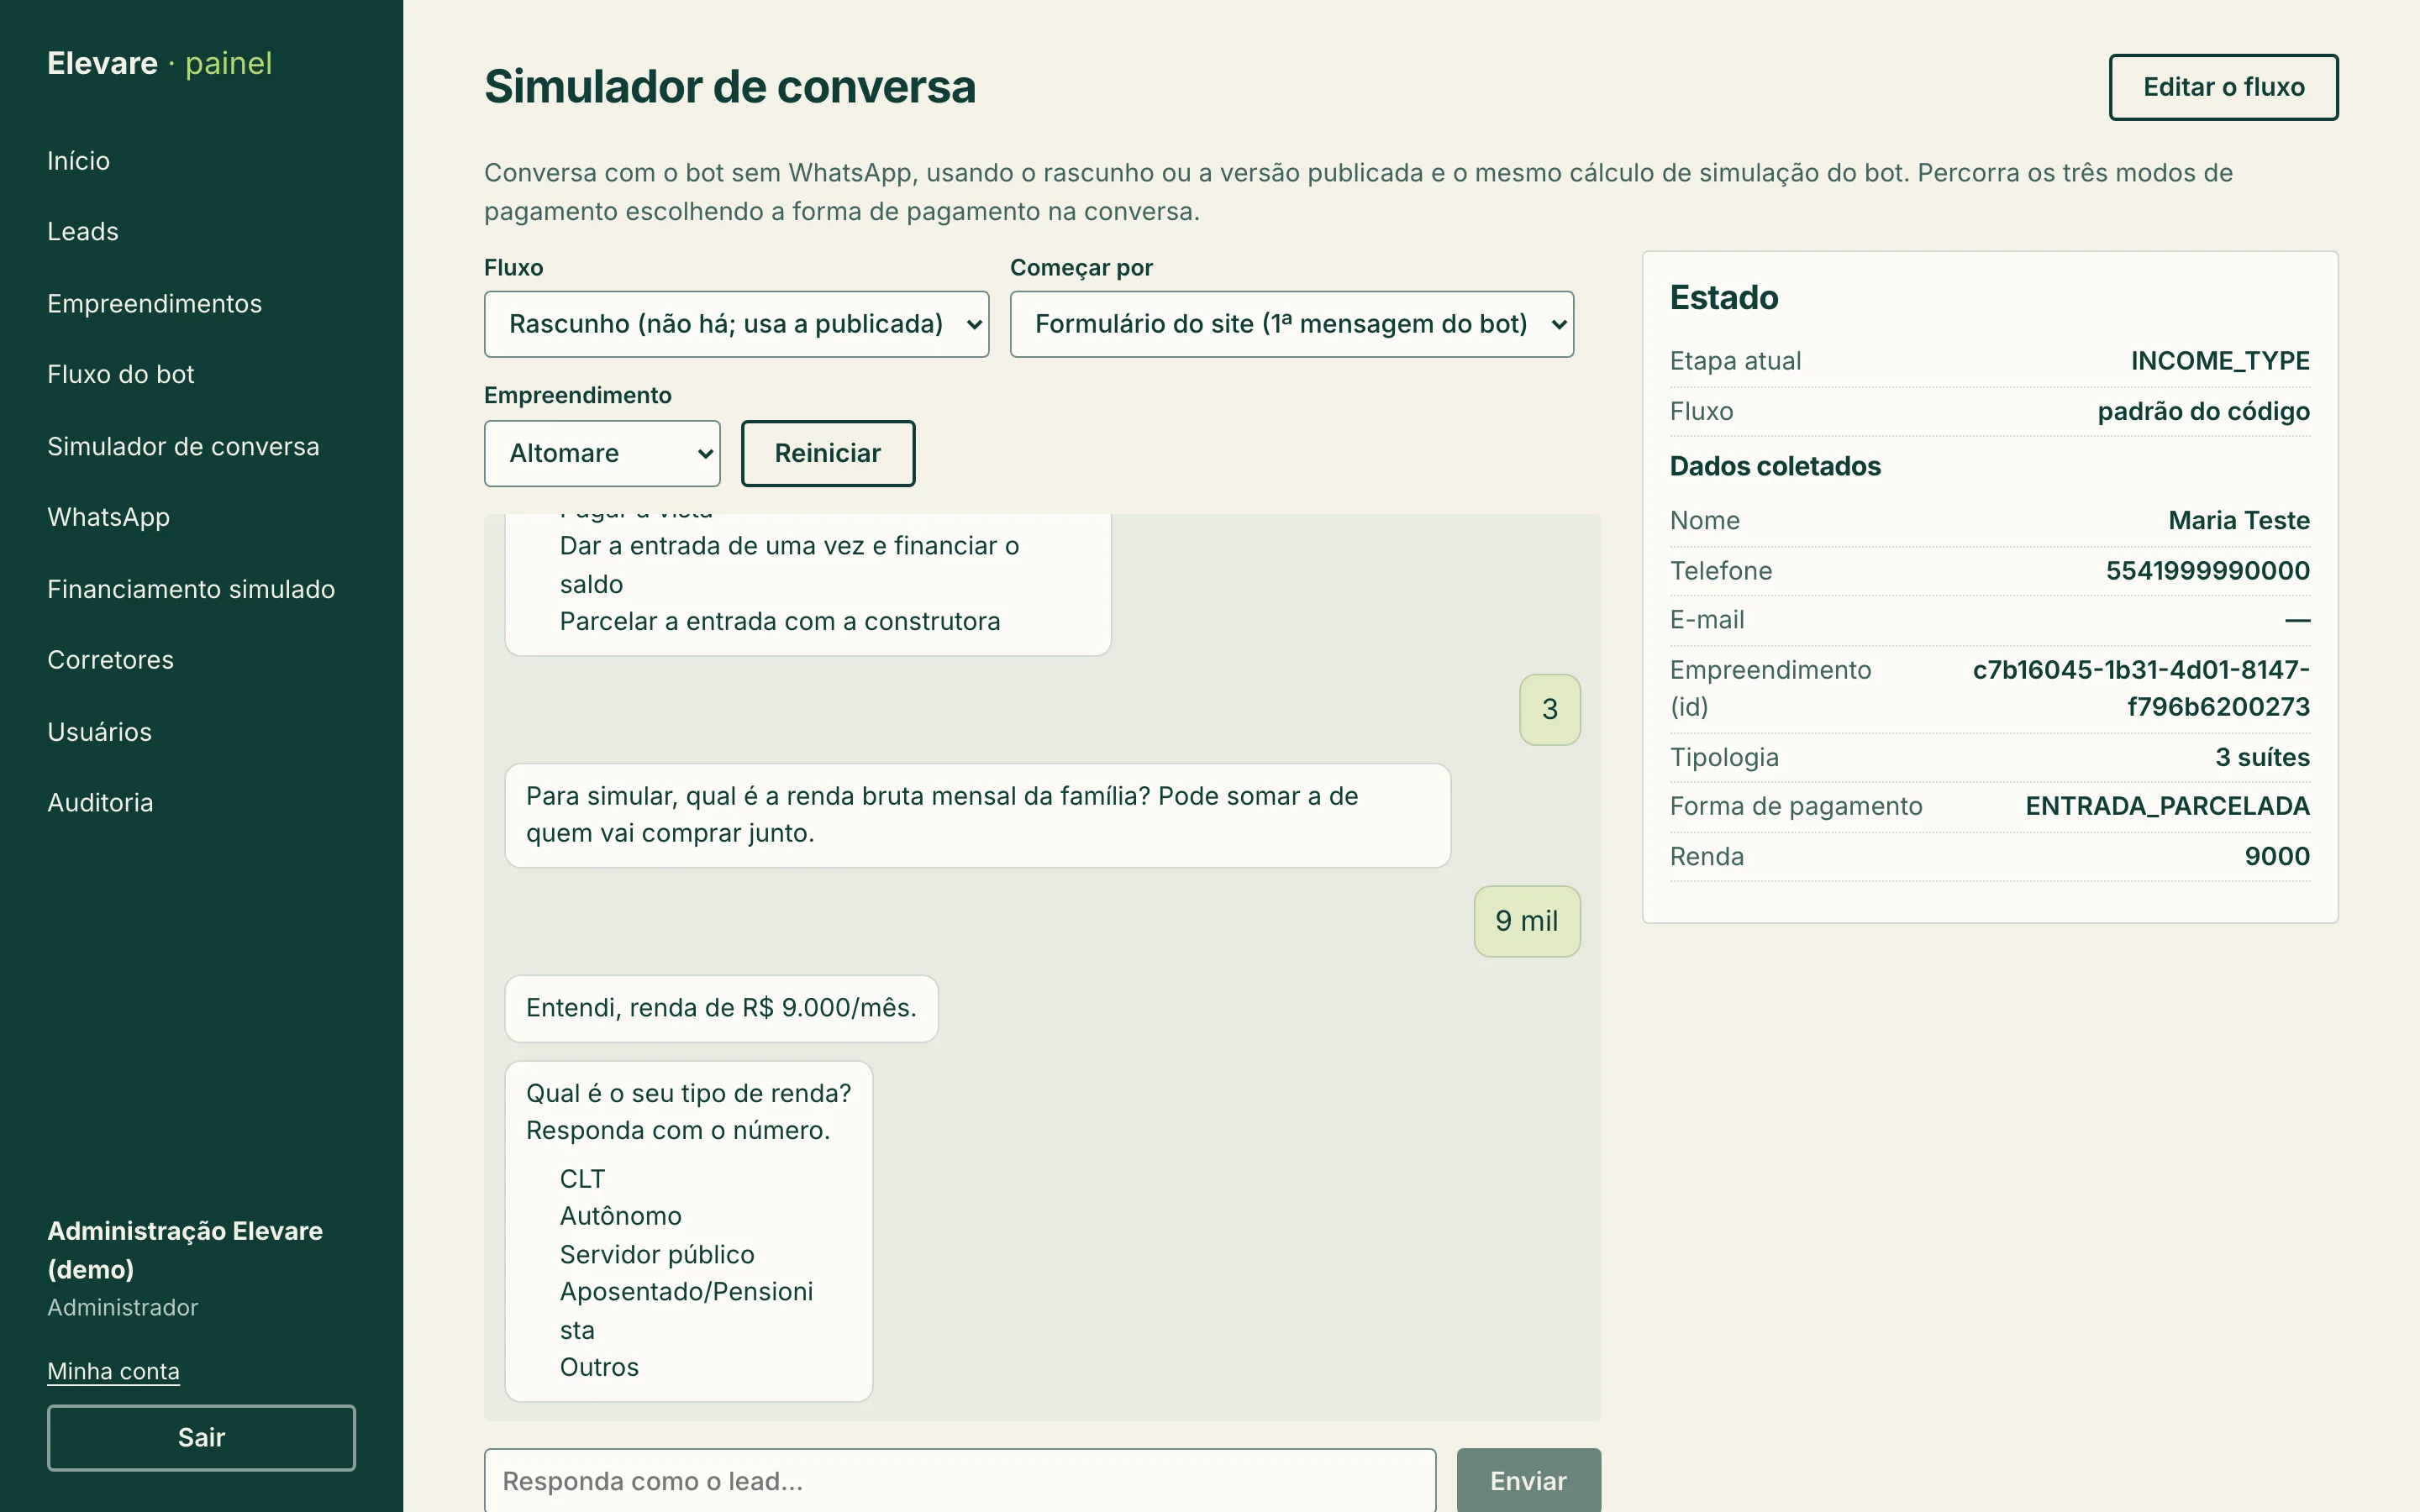 Elevare · painel
Início
Leads
Empreendimentos
Fluxo do bot
Simulador de conversa
WhatsApp
Financiamento simulado
Corretores
Usuários
Auditoria
Administração Elevare
(demo)
Administrador
Minha conta
Sair
Simulador de conversa
Editar o fluxo
Conversa com o bot sem WhatsApp, usando o rascunho ou a versão publicada e o mesmo cálculo de simulação do bot. Percorra os três modos de
pagamento escolhendo a forma de pagamento na conversa.
Fluxo
Rascunho (não há; usa a publicada)
Começar por
Formulário do site (1ª mensagem do bot)
Empreendimento
Altomare
Reiniciar
Pagar à vista
Dar a entrada de uma vez e financiar o
saldo
Parcelar a entrada com a construtora
3
Para simular, qual é a renda bruta mensal da família? Pode somar a de
quem vai comprar junto.
9 mil
Entendi, renda de R$ 9.000/mês.
Qual é o seu tipo de renda?
Responda com o número.
CLT
Autônomo
Servidor público
Aposentado/Pensioni
sta
Outros
Responda como o lead...
Enviar
Estado
Etapa atual INCOME_TYPE
Fluxo padrão do código
Dados coletados
Nome Maria Teste
Telefone 5541999990000
E-mail —
Empreendimento c7b16045-1b31-4d01-8147-
(id) f796b6200273
Tipologia 3 suítes
Forma de pagamento ENTRADA_PARCELADA
Renda 9000